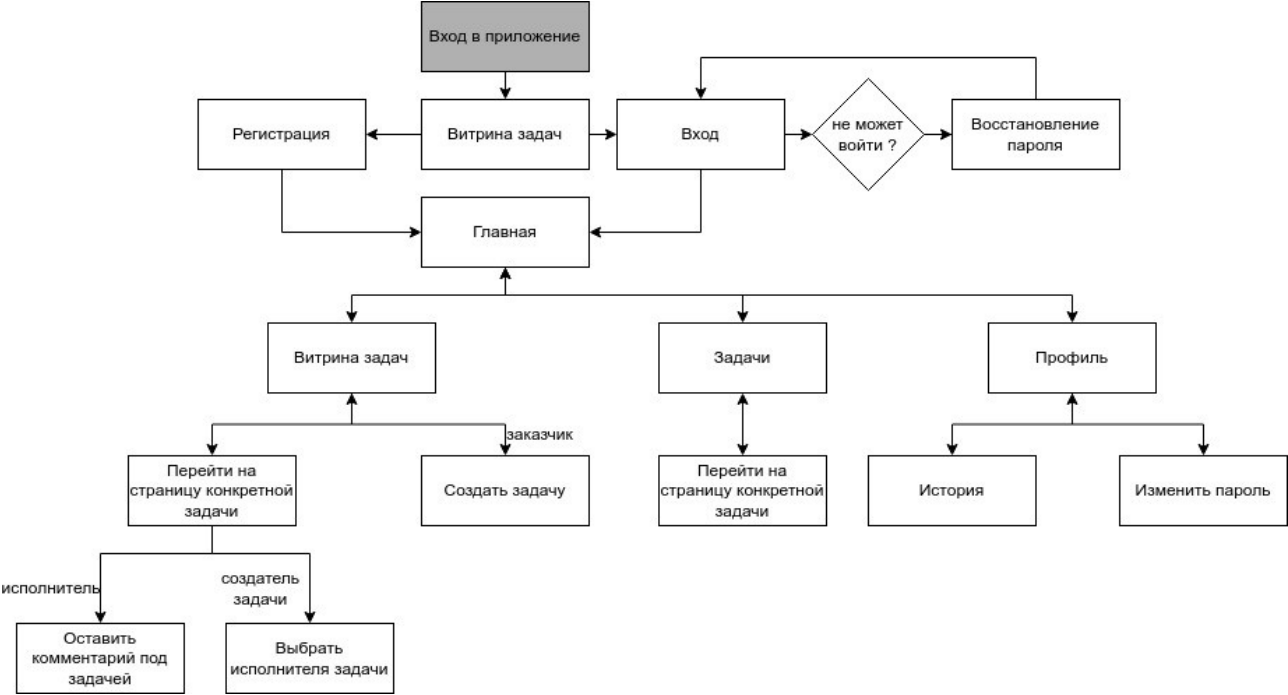 Вход в приложение
Регистрация
Витрина задач
Вход
не может
войти ?
Восстановление
пароля
Главная
Витрина задач
Задачи
Профиль
заказчик
Перейти на
страницу конкретной
задачи
Создать задачу
Перейти на
страницу конкретной
задачи
История
Изменить пароль
исполнитель
создатель
задачи
Оставить
комментарий под
задачей
Выбрать
исполнителя задачи